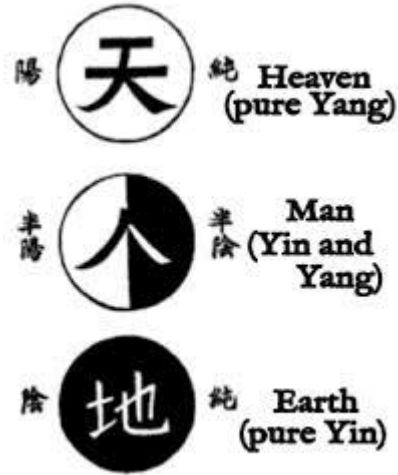 陽 天 純 Heaven
(pure Yang)
半陽 人 半陰 Man
(Yin and
Yang)
陰 地 純 Earth
(pure Yin)